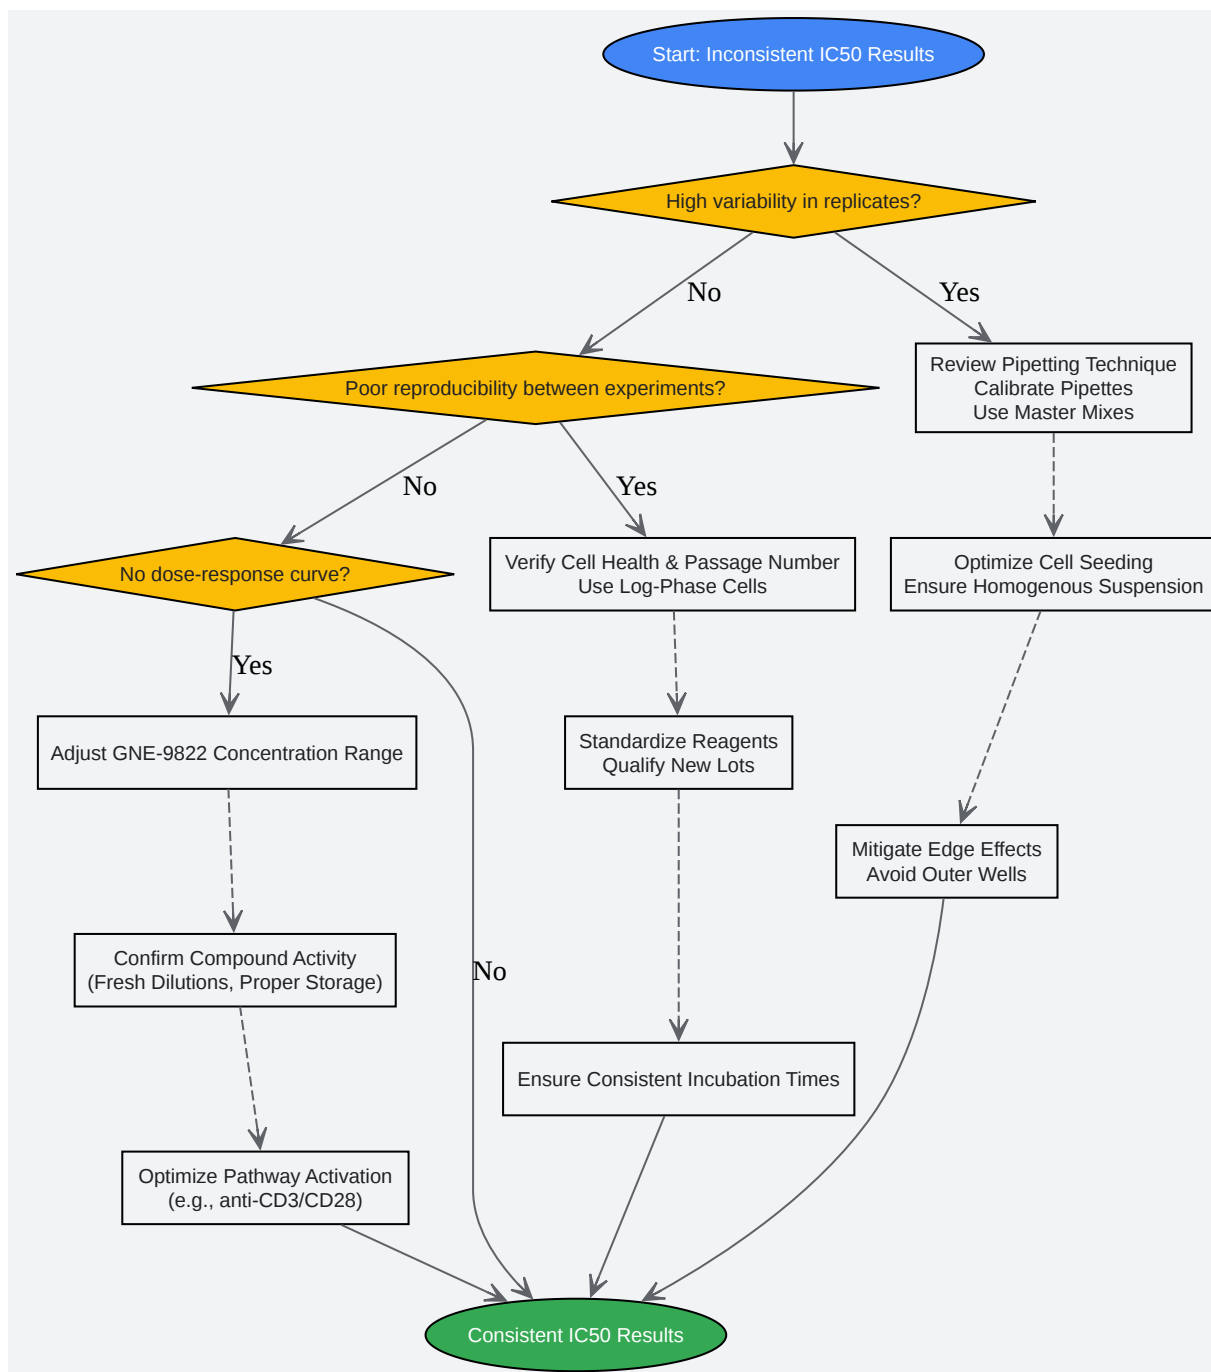 Start: Inconsistent IC50 Results
High variability in replicates?
No
Yes
Review Pipetting Technique
Calibrate Pipettes
Use Master Mixes
Poor reproducibility between experiments?
No
Yes
No dose-response curve?
Verify Cell Health & Passage Number
Use Log-Phase Cells
Optimize Cell Seeding
Ensure Homogenous Suspension
Yes
Adjust GNE-9822 Concentration Range
Standardize Reagents
Qualify New Lots
Mitigate Edge Effects
Avoid Outer Wells
Confirm Compound Activity
(Fresh Dilutions, Proper Storage)
No
Ensure Consistent Incubation Times
Optimize Pathway Activation
(e.g., anti-CD3/CD28)
Consistent IC50 Results